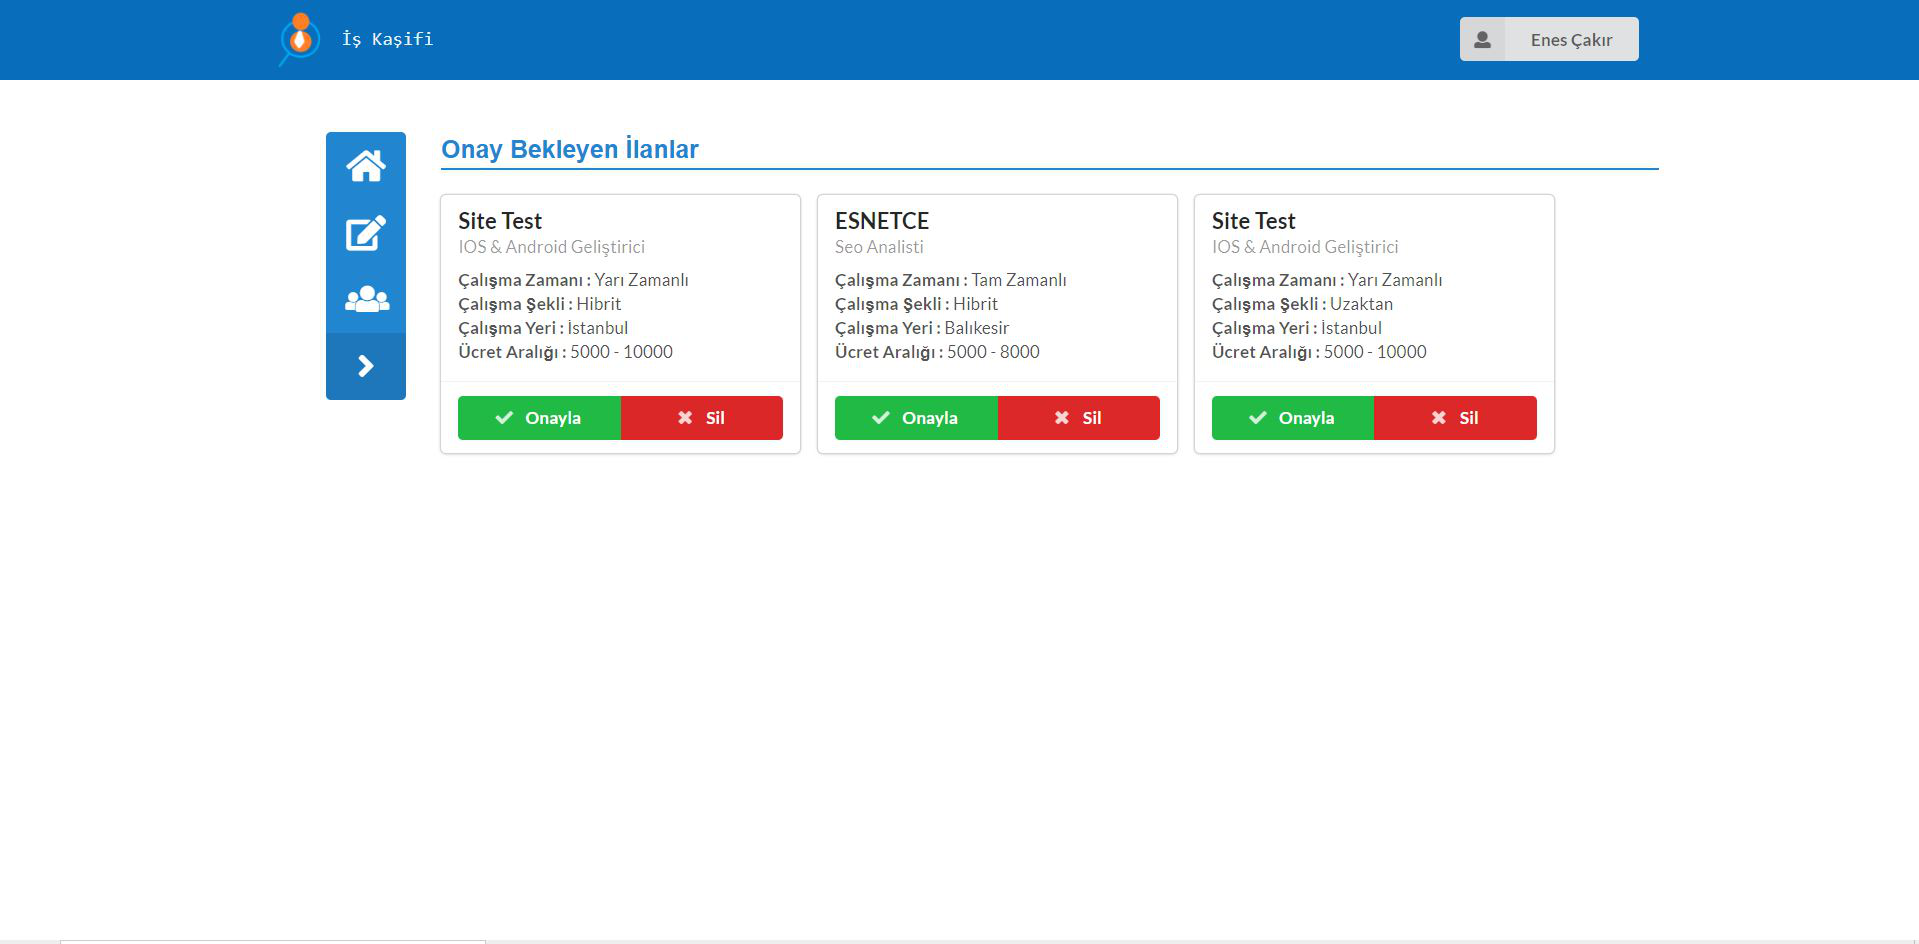 İş Kaşifi
Enes Çakır
Onay Bekleyen İlanlar
Site Test
IOS & Android Geliştirici
Çalışma Zamanı : Yarı Zamanlı
Çalışma Şekli : Hibrit
Çalışma Yeri : İstanbul
Ücret Aralığı : 5000 - 10000
Onayla
Sil
ESNETCE
Seo Analisti
Çalışma Zamanı : Tam Zamanlı
Çalışma Şekli : Hibrit
Çalışma Yeri : Balıkesir
Ücret Aralığı : 5000 - 8000
Onayla
Sil
Site Test
IOS & Android Geliştirici
Çalışma Zamanı : Yarı Zamanlı
Çalışma Şekli : Uzaktan
Çalışma Yeri : İstanbul
Ücret Aralığı : 5000 - 10000
Onayla
Sil